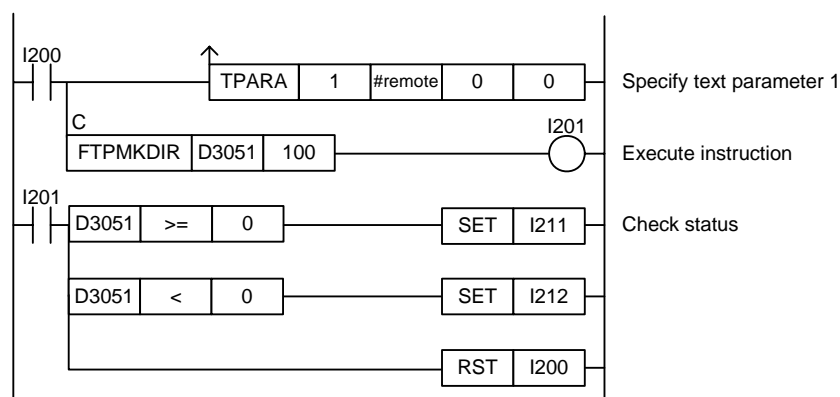 I200
TPARA 1 #remote 0 0 Specify text parameter 1
C
I201
FTPMKDIR D3051 100 Execute instruction
I201
D3051 >= 0 SET I211 Check status
D3051 < 0 SET I212
RST I200